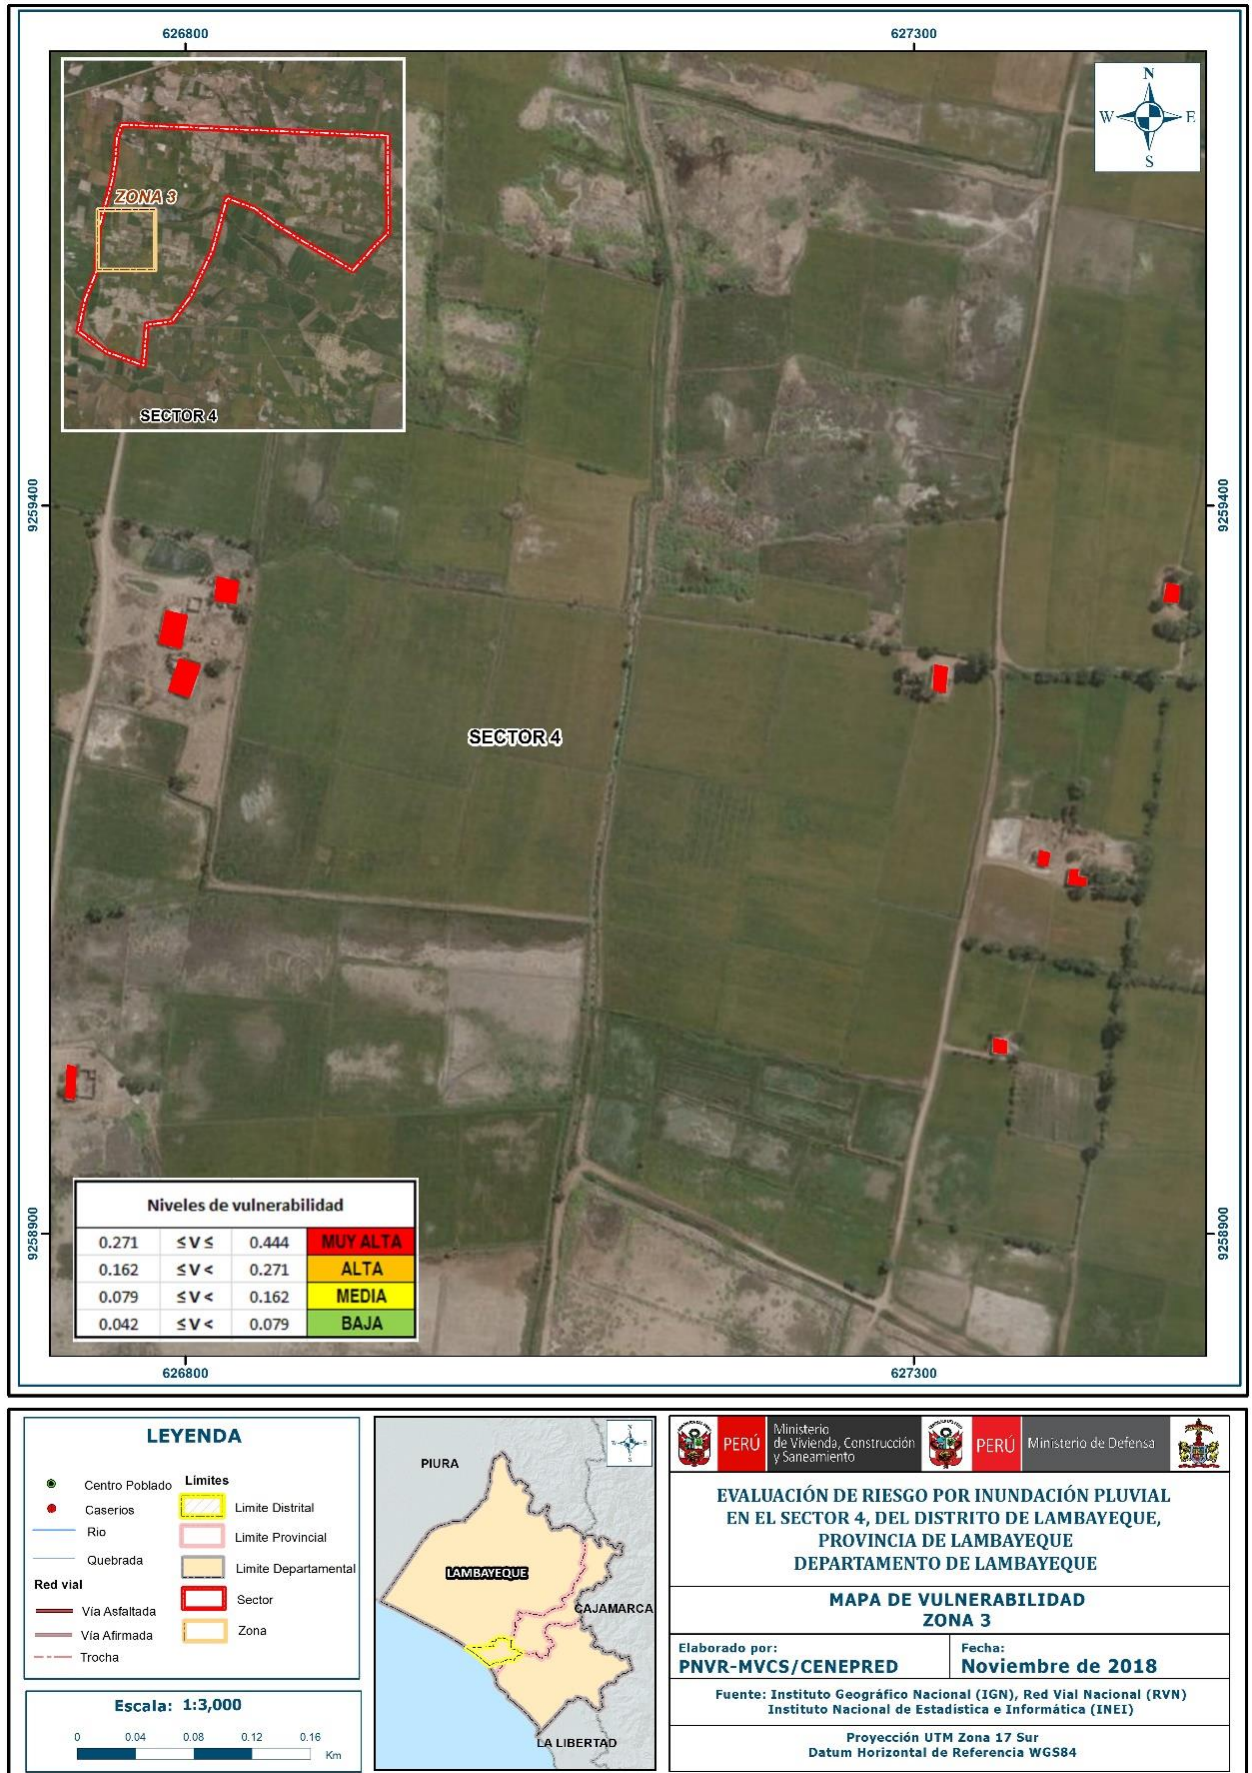 626800
627300
N
W
E
S
ZONA 3
SECTOR 4
9259400
9259400
SECTOR 4
9258900
9258900
Niveles de vulnerabilidad
0.271 ≤ V ≤ 0.444 MUY ALTA
0.162 ≤ V < 0.271 ALTA
0.079 ≤ V < 0.162 MEDIA
0.042 ≤ V < 0.079 BAJA
626800
627300
LEYENDA
Centro Poblado
Caserios
Rio
Quebrada
Red vial
Vía Asfaltada
Vía Afirmada
Trocha
Límites
Limite Distrital
Limite Provincial
Limite Departamental
Sector
Zona
Escala: 1:3,000
0 0.04 0.08 0.12 0.16
Km
PIURA
LAMBAYEQUE
CAJAMARCA
LA LIBERTAD
PERÚ
Ministerio
de Vivienda, Construcción
y Saneamiento
PERÚ
Ministerio de Defensa
EVALUACIÓN DE RIESGO POR INUNDACIÓN PLUVIAL
EN EL SECTOR 4, DEL DISTRITO DE LAMBAYEQUE,
PROVINCIA DE LAMBAYEQUE
DEPARTAMENTO DE LAMBAYEQUE
MAPA DE VULNERABILIDAD
ZONA 3
Elaborado por:
PNVR-MVCS/CENEPRED
Fecha:
Noviembre de 2018
Fuente: Instituto Geográfico Nacional (IGN), Red Vial Nacional (RVN)
Instituto Nacional de Estadística e Informática (INEI)
Proyección UTM Zona 17 Sur
Datum Horizontal de Referencia WGS84